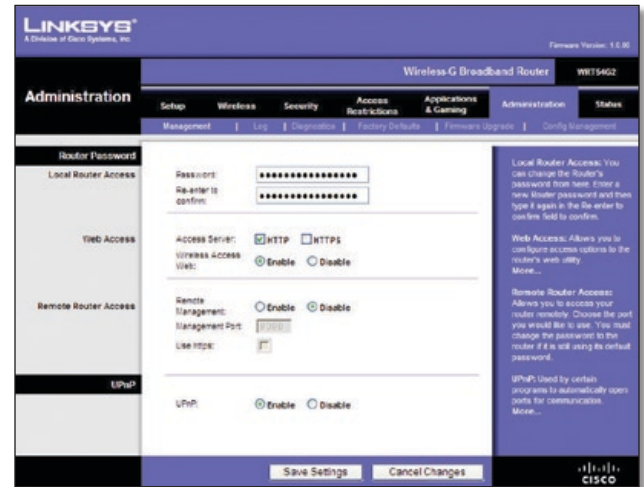 LINKSYS®
A Division of Cisco Systems, Inc.
Firmware Version: 1.0.00
Wireless-G Broadband Router WRT54G2
Administration
Setup Wireless Security Access Restrictions Applications & Gaming Administration Status
Management | Log | Diagnostics | Factory Defaults | Firmware Upgrade | Config Management
Router Password
Local Router Access
Password:
Re-enter to
confirm:
Web Access
Access Server: HTTP HTTPS
Wireless Access
Web: Enable Disable
Remote Router Access
Remote
Management: Enable Disable
Management Port:
Use https:
UPnP
UPnP: Enable Disable
Local Router Access: You
can change the Router's
password from here. Enter a
new Router password and then
type it again in the Re-enter to
confirm field to confirm.
Web Access: Allows you to
configure access options to the
router's web utility.
More...
Remote Router Access:
Allows you to access your
router remotely. Choose the port
you would like to use. You must
change the password to the
router if it is still using its default
password.
UPnP: Used by certain
programs to automatically open
ports for communication.
More...
Save Settings Cancel Changes
CISCO